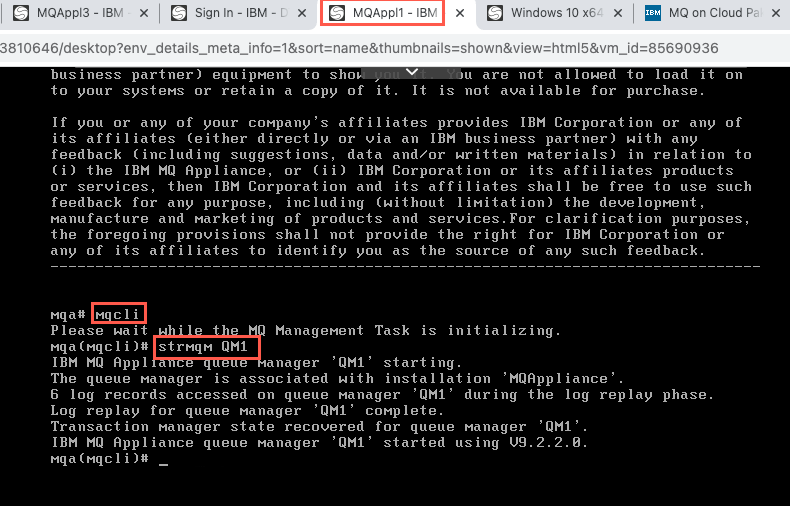 MQAppl3 - IBM -
Sign In - IBM - D
MQAppl1 - IBM
Windows 10 x64
IBM
MQ on Cloud Pa
3810646/desktop?env_details_meta_info=1&sort=name&thumbnails=shown&view=html5&vm_id=85690936
business partner) equipment to show you it. You are not allowed to load it on
to your systems or retain a copy of it. It is not available for purchase.
If you or any of your company's affiliates provides IBM Corporation or any of
its affiliates (either directly or via an IBM business partner) with any
feedback (including suggestions, data and/or written materials) in relation to
(i) the IBM MQ Appliance, or (ii) IBM Corporation or its affiliates products
or services, then IBM Corporation and its affiliates shall be free to use such
feedback for any purpose, including (without limitation) the development,
manufacture and marketing of products and services.For clarification purposes,
the foregoing provisions shall not provide the right for IBM Corporation or
any of its affiliates to identify you as the source of any such feedback.
-------------------------------------------------------------------------------
mqa# mqcli
Please wait while the MQ Management Task is initializing.
mqa(mqcli)# strmqm QM1
IBM MQ Appliance queue manager 'QM1' starting.
The queue manager is associated with installation 'MQAppliance'.
6 log records accessed on queue manager 'QM1' during the log replay phase.
Log replay for queue manager 'QM1' complete.
Transaction manager state recovered for queue manager 'QM1'.
IBM MQ Appliance queue manager 'QM1' started using V9.2.2.0.
mqa(mqcli)# _